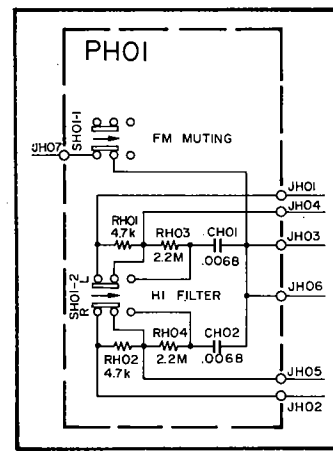 PH01
SH01-1
JH07
FM MUTING
JH01
JH04
RH01
4.7k
RH03
2.2M
CH01
.0068
JH03
SH01-2
L
R
HI FILTER
JH06
RH02
4.7k
RH04
2.2M
CH02
.0068
JH05
JH02